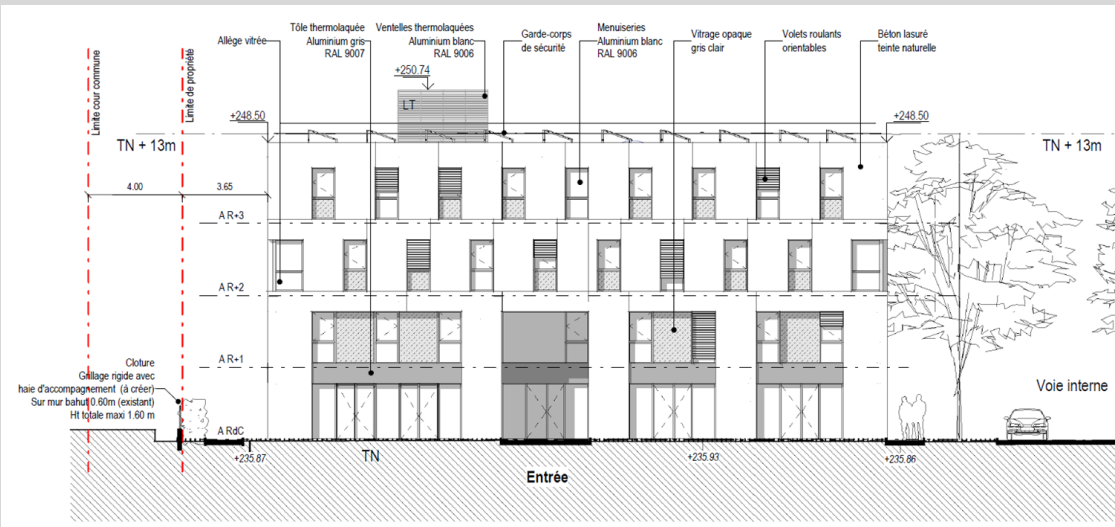 Limite cour commune
Limite de propriété
Allège vitrée
Tôle thermolaquée
Aluminium gris
RAL 9007
Ventelles thermolaquées
Aluminium blanc
RAL 9006
Garde-corps
de sécurité
Menuiseries
Aluminium blanc
RAL 9006
Vitrage opaque
gris clair
Volets roulants
orientables
Béton lasuré
teinte naturelle
+250.74
LT
+248.50
+248.50
TN + 13m
TN + 13m
4.00
3.65
A R+3
A R+2
A R+1
Cloture
Grillage rigide avec
haie d'accompagnement (à créer)
Sur mur bahut 0.60m (existant)
Ht totale maxi 1.60 m
Voie interne
A RdC
+235.87
TN
+235.93
+235.86
Entrée